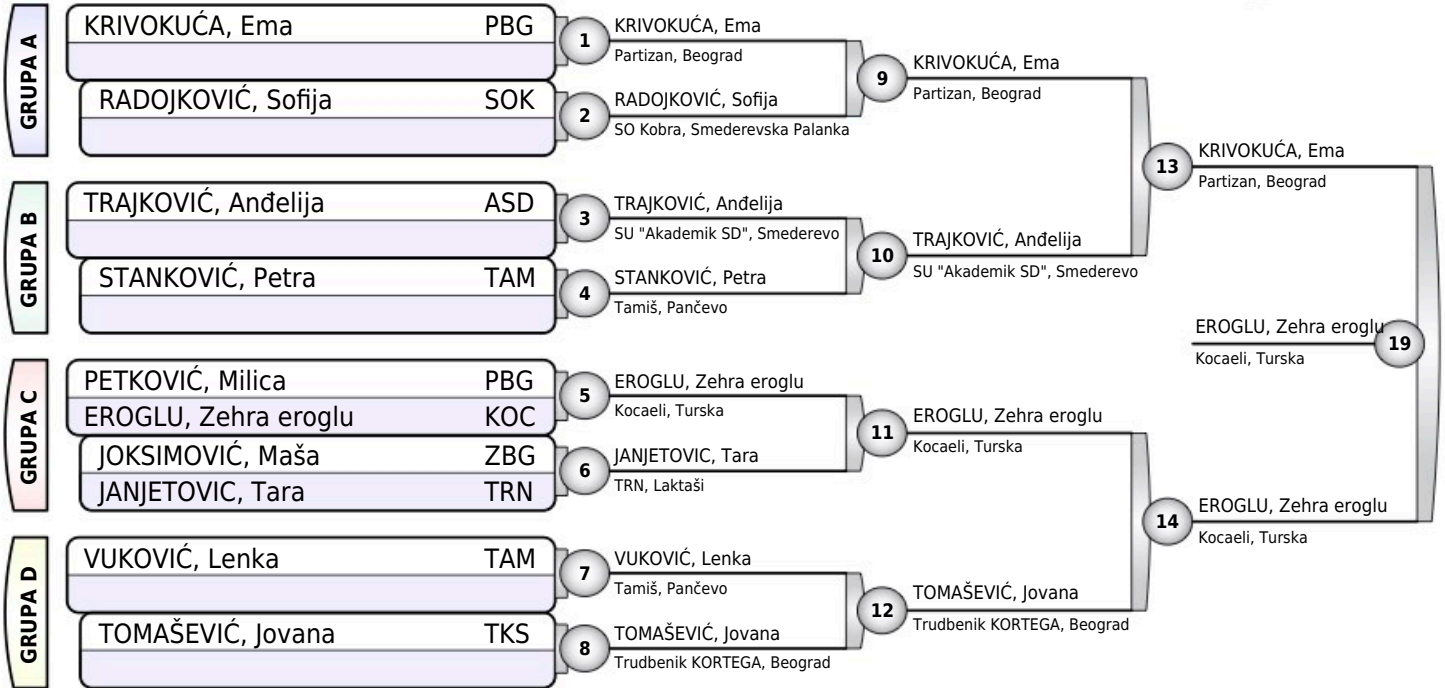 GRUPA A
KRIVOKUĆA, Ema PBG
RADOJKOVIĆ, Sofija SOK
GRUPA B
TRAJKOVIĆ, Anđelija ASD
STANKOVIĆ, Petra TAM
GRUPA C
PETKOVIĆ, Milica PBG
EROGLU, Zehra eroglu KOC
JOKSIMOVIĆ, Maša ZBG
JANJETOVIC, Tara TRN
GRUPA D
VUKOVIĆ, Lenka TAM
TOMAŠEVIĆ, Jovana TKS
1
KRIVOKUĆA, Ema
Partizan, Beograd
2
RADOJKOVIĆ, Sofija
SO Kobra, Smederevska Palanka
3
TRAJKOVIĆ, Anđelija
SU "Akademik SD", Smederevo
4
STANKOVIĆ, Petra
Tamiš, Pančevo
5
EROGLU, Zehra eroglu
Kocaeli, Turska
6
JANJETOVIC, Tara
TRN, Laktaši
7
VUKOVIĆ, Lenka
Tamiš, Pančevo
8
TOMAŠEVIĆ, Jovana
Trudbenik KORTEGA, Beograd
9
KRIVOKUĆA, Ema
Partizan, Beograd
10
TRAJKOVIĆ, Anđelija
SU "Akademik SD", Smederevo
11
EROGLU, Zehra eroglu
Kocaeli, Turska
12
TOMAŠEVIĆ, Jovana
Trudbenik KORTEGA, Beograd
13
KRIVOKUĆA, Ema
Partizan, Beograd
14
EROGLU, Zehra eroglu
Kocaeli, Turska
EROGLU, Zehra eroglu
19
Kocaeli, Turska